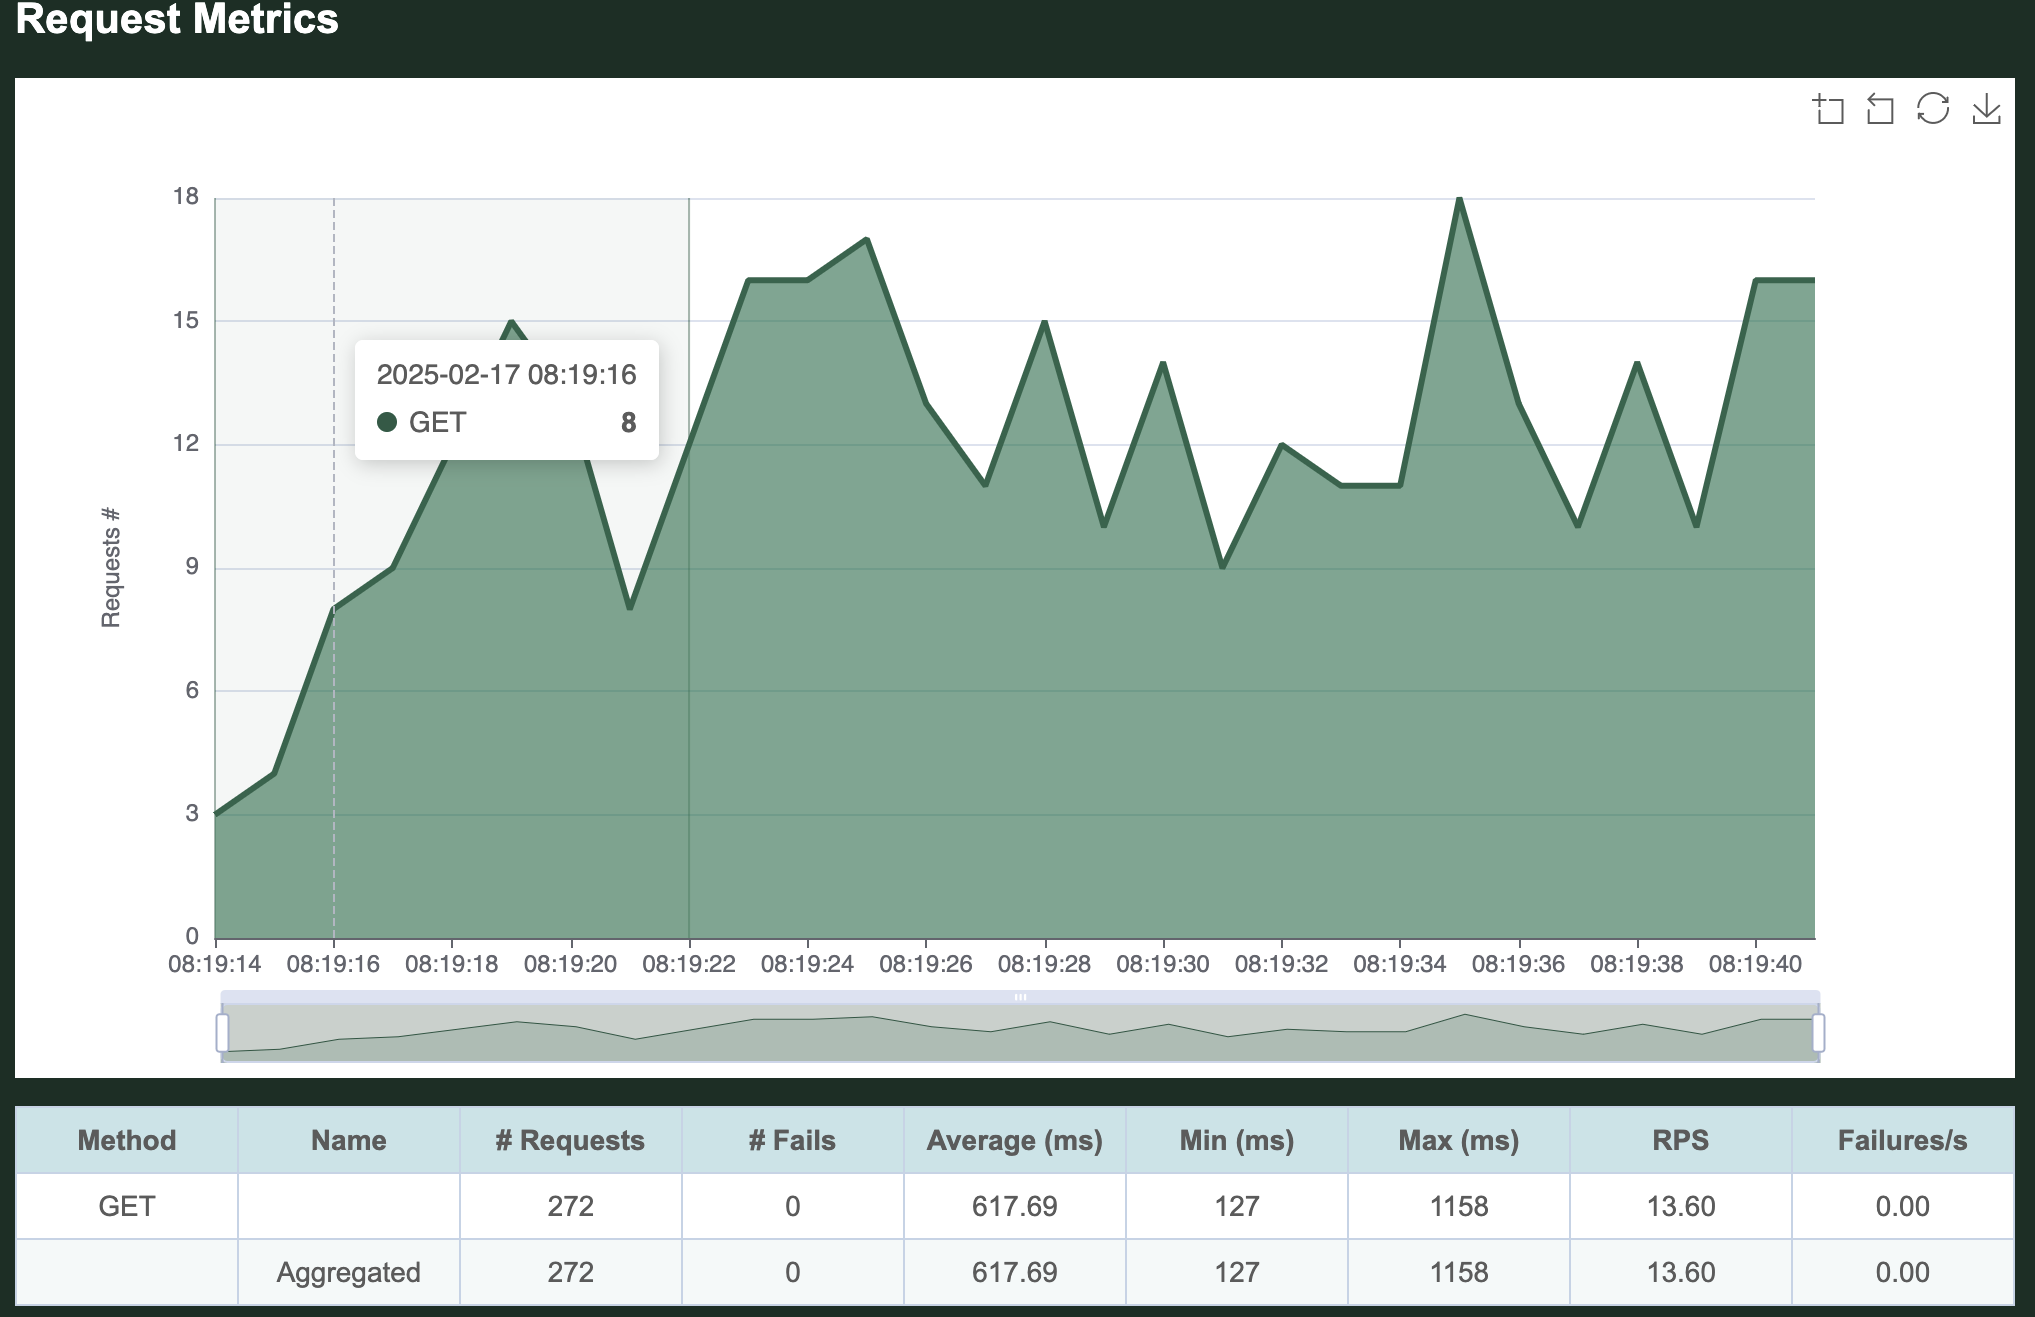 Request Metrics
18
15
12
9
6
3
0
Requests #
2025-02-17 08:19:16
GET 8
08:19:14 08:19:16 08:19:18 08:19:20 08:19:22 08:19:24 08:19:26 08:19:28 08:19:30 08:19:32 08:19:34 08:19:36 08:19:38 08:19:40
Method Name # Requests # Fails Average (ms) Min (ms) Max (ms) RPS Failures/s
GET 272 0 617.69 127 1158 13.60 0.00
Aggregated 272 0 617.69 127 1158 13.60 0.00